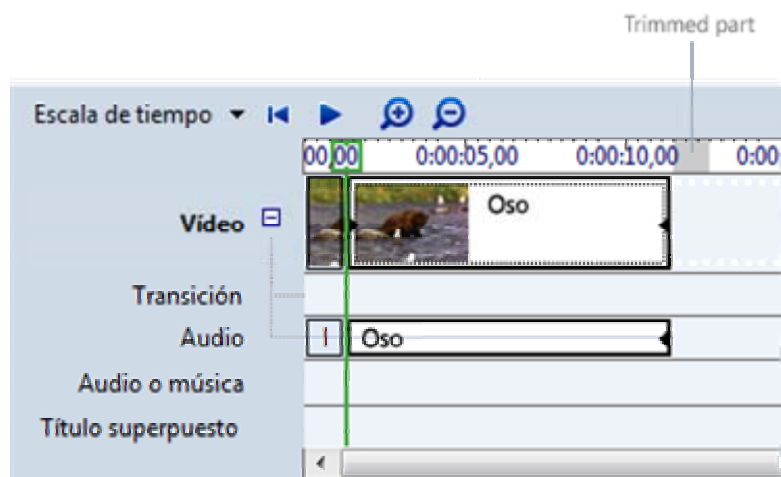 Trimmed part
Escala de tiempo
00,00 0:00:05,00 0:00:10,00 0:00
Vídeo
Oso
Transición
Audio
Oso
Audio o música
Título superpuesto